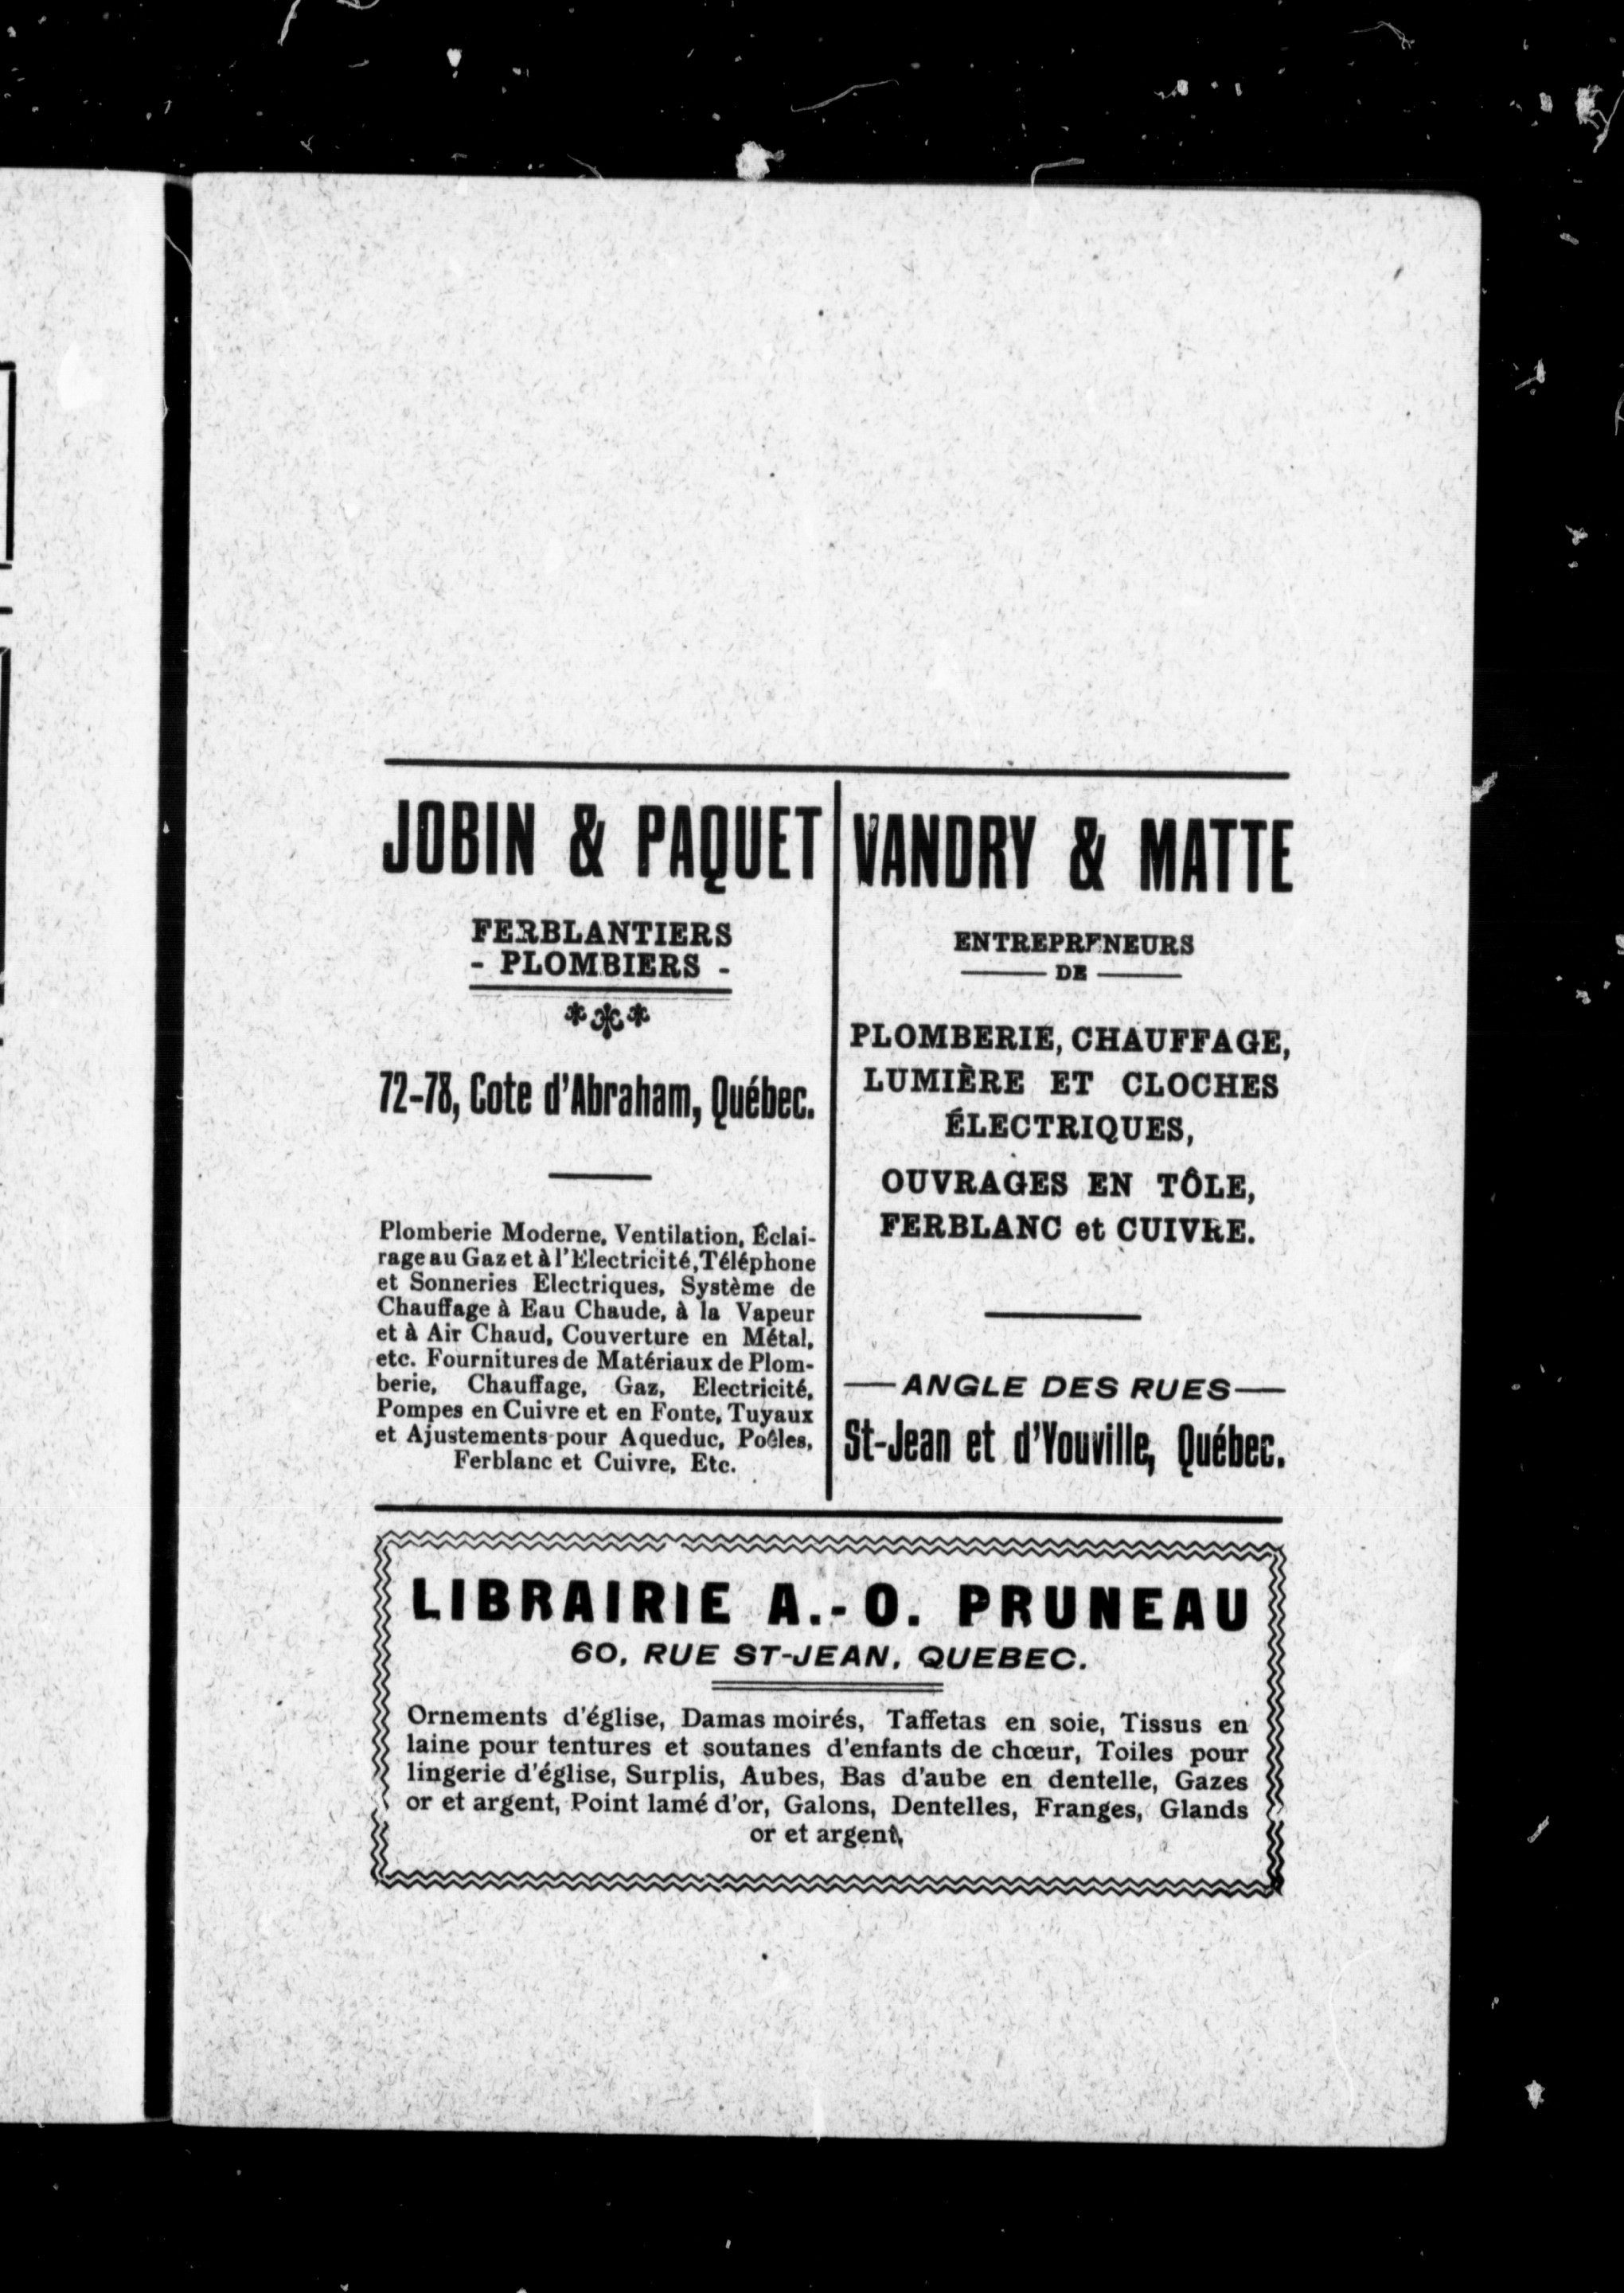 JOBIN & PAQUET
FERBLANTIERS
- PLOMBIERS -
72-78, Cote d'Abraham, Québec.
Plomberie Moderne, Ventilation, Éclai-
rage au Gaz et à l'Electricité, Téléphone
et Sonneries Electriques, Système de
Chauffage à Eau Chaude, à la Vapeur
et à Air Chaud, Couverture en Métal,
etc. Fournitures de Matériaux de Plom-
berie, Chauffage, Gaz, Electricité,
Pompes en Cuivre et en Fonte, Tuyaux
et Ajustements pour Aqueduc, Poêles,
Ferblanc et Cuivre, Etc.
VANDRY & MATTE
ENTREPRENEURS
DE
PLOMBERIE, CHAUFFAGE,
LUMIÈRE ET CLOCHES
ÉLECTRIQUES,
OUVRAGES EN TÔLE,
FERBLANC et CUIVRE.
ANGLE DES RUES
St-Jean et d'Youville, Québec.
LIBRAIRIE A.-O. PRUNEAU
60, RUE ST-JEAN, QUEBEC.
Ornements d'église, Damas moirés, Taffetas en soie, Tissus en
laine pour tentures et soutanes d'enfants de chœur, Toiles pour
lingerie d'église, Surplis, Aubes, Bas d'aube en dentelle, Gazes
or et argent, Point lamé d'or, Galons, Dentelles, Franges, Glands
or et argent,